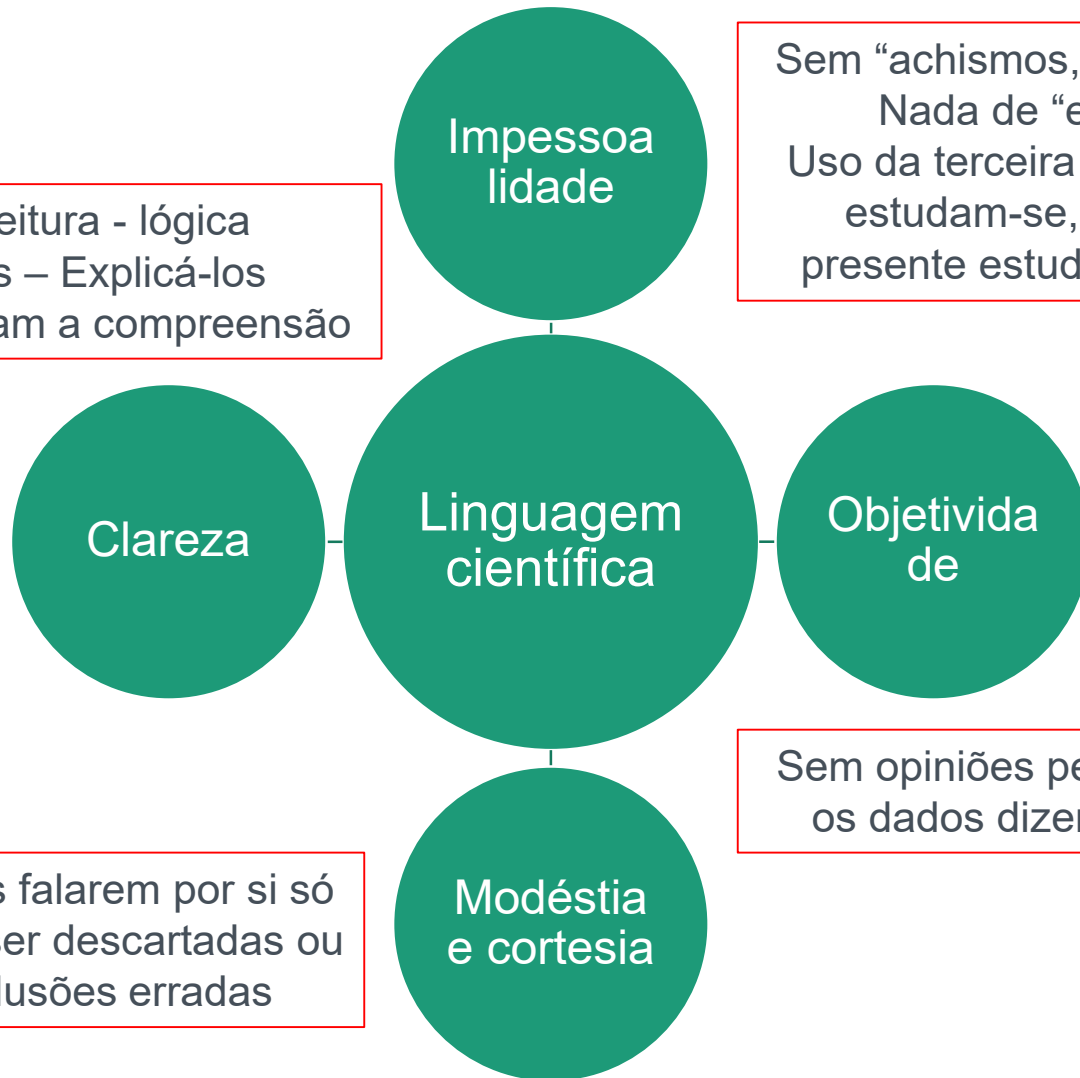 Impessoa
lidade
Sem “achismos,
Nada de “e
Uso da terceira
estudam-se,
presente estud
eitura - lógica
s – Explicá-los
am a compreensão
Clareza
Linguagem
científica
Objetivida
de
Sem opiniões pe
os dados dizer
s falarem por si só
ser descartadas ou
lusões erradas
Modéstia
e cortesia